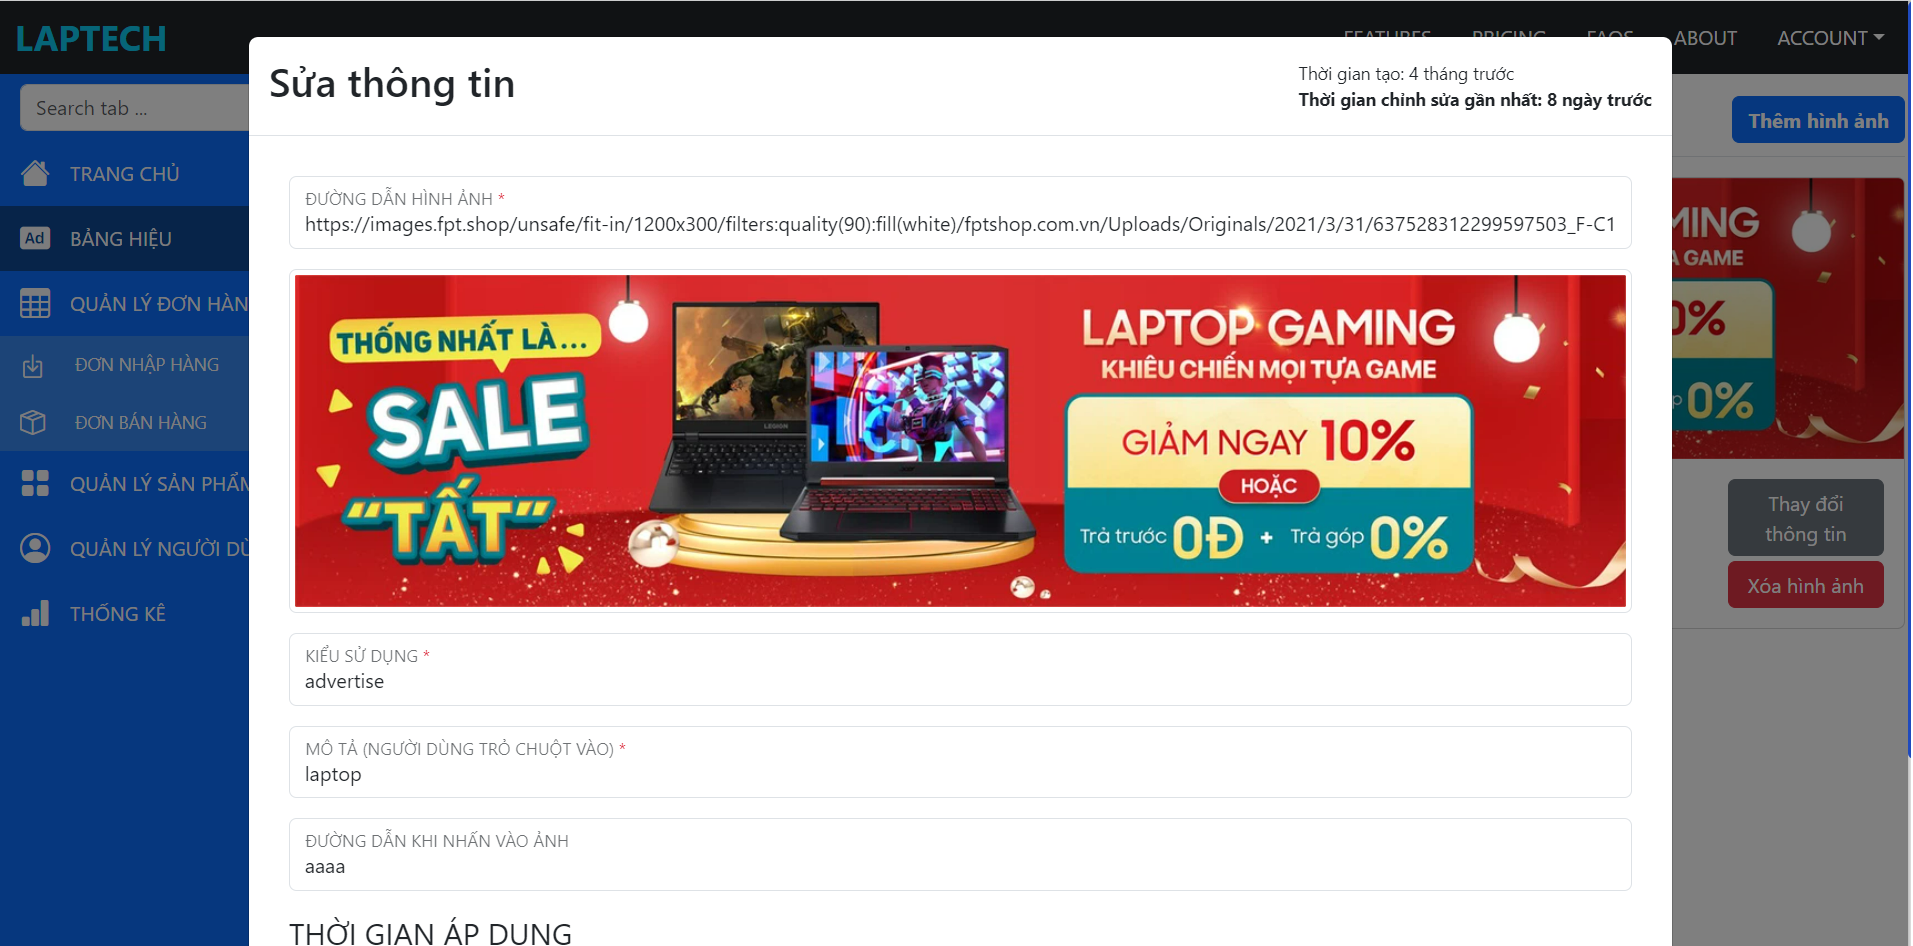 LAPTECH
FEATURES PRICING FAQS ABOUT ACCOUNT
Search tab ...
TRANG CHỦ
Ad BẢNG HIỆU
QUẢN LÝ ĐƠN HÀN
ĐƠN NHẬP HÀNG
ĐƠN BÁN HÀNG
QUẢN LÝ SẢN PHẨM
QUẢN LÝ NGƯỜI DÙ
THỐNG KÊ
Sửa thông tin
Thời gian tạo: 4 tháng trước
Thời gian chỉnh sửa gần nhất: 8 ngày trước
ĐƯỜNG DẪN HÌNH ẢNH *
https://images.fpt.shop/unsafe/fit-in/1200x300/filters:quality(90):fill(white)/fptshop.com.vn/Uploads/Originals/2021/3/31/637528312299597503_F-C1
THỐNG NHẤT LÀ...
SALE
"TẤT"
LEGION
acer
LAPTOP GAMING
KHIÊU CHIẾN MỌI TỰA GAME
GIẢM NGAY 10%
HOẶC
Trả trước 0Đ + Trả góp 0%
KIỂU SỬ DỤNG *
advertise
MÔ TẢ (NGƯỜI DÙNG TRỎ CHUỘT VÀO) *
laptop
ĐƯỜNG DẪN KHI NHẤN VÀO ẢNH
aaaa
THỜI GIAN ÁP DỤNG
Thêm hình ảnh
MING
A GAME
0%
p 0%
Thay đổi
thông tin
Xóa hình ảnh